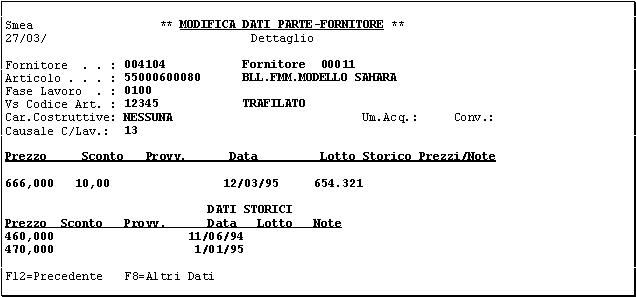 Smea ** MODIFICA DATI PARTE-FORNITORE **
27/03/ Dettaglio
Fornitore . . : 004104 Fornitore 00011
Articolo . . . : 55000600080 BLL.FMM.MODELLO SAHARA
Fase Lavoro . : 0100
Vs Codice Art. : 12345 TRAFILATO
Car.Costruttive: NESSUNA Um.Acq.: Conv.:
Causale C/Lav.: 13
Prezzo Sconto Provv. Data Lotto Storico Prezzi/Note
666,000 10,00 12/03/95 654.321
DATI STORICI
Prezzo Sconto Provv. Data Lotto Note
460,000 11/06/94
470,000 1/01/95
F12=Precedente F8=Altri Dati